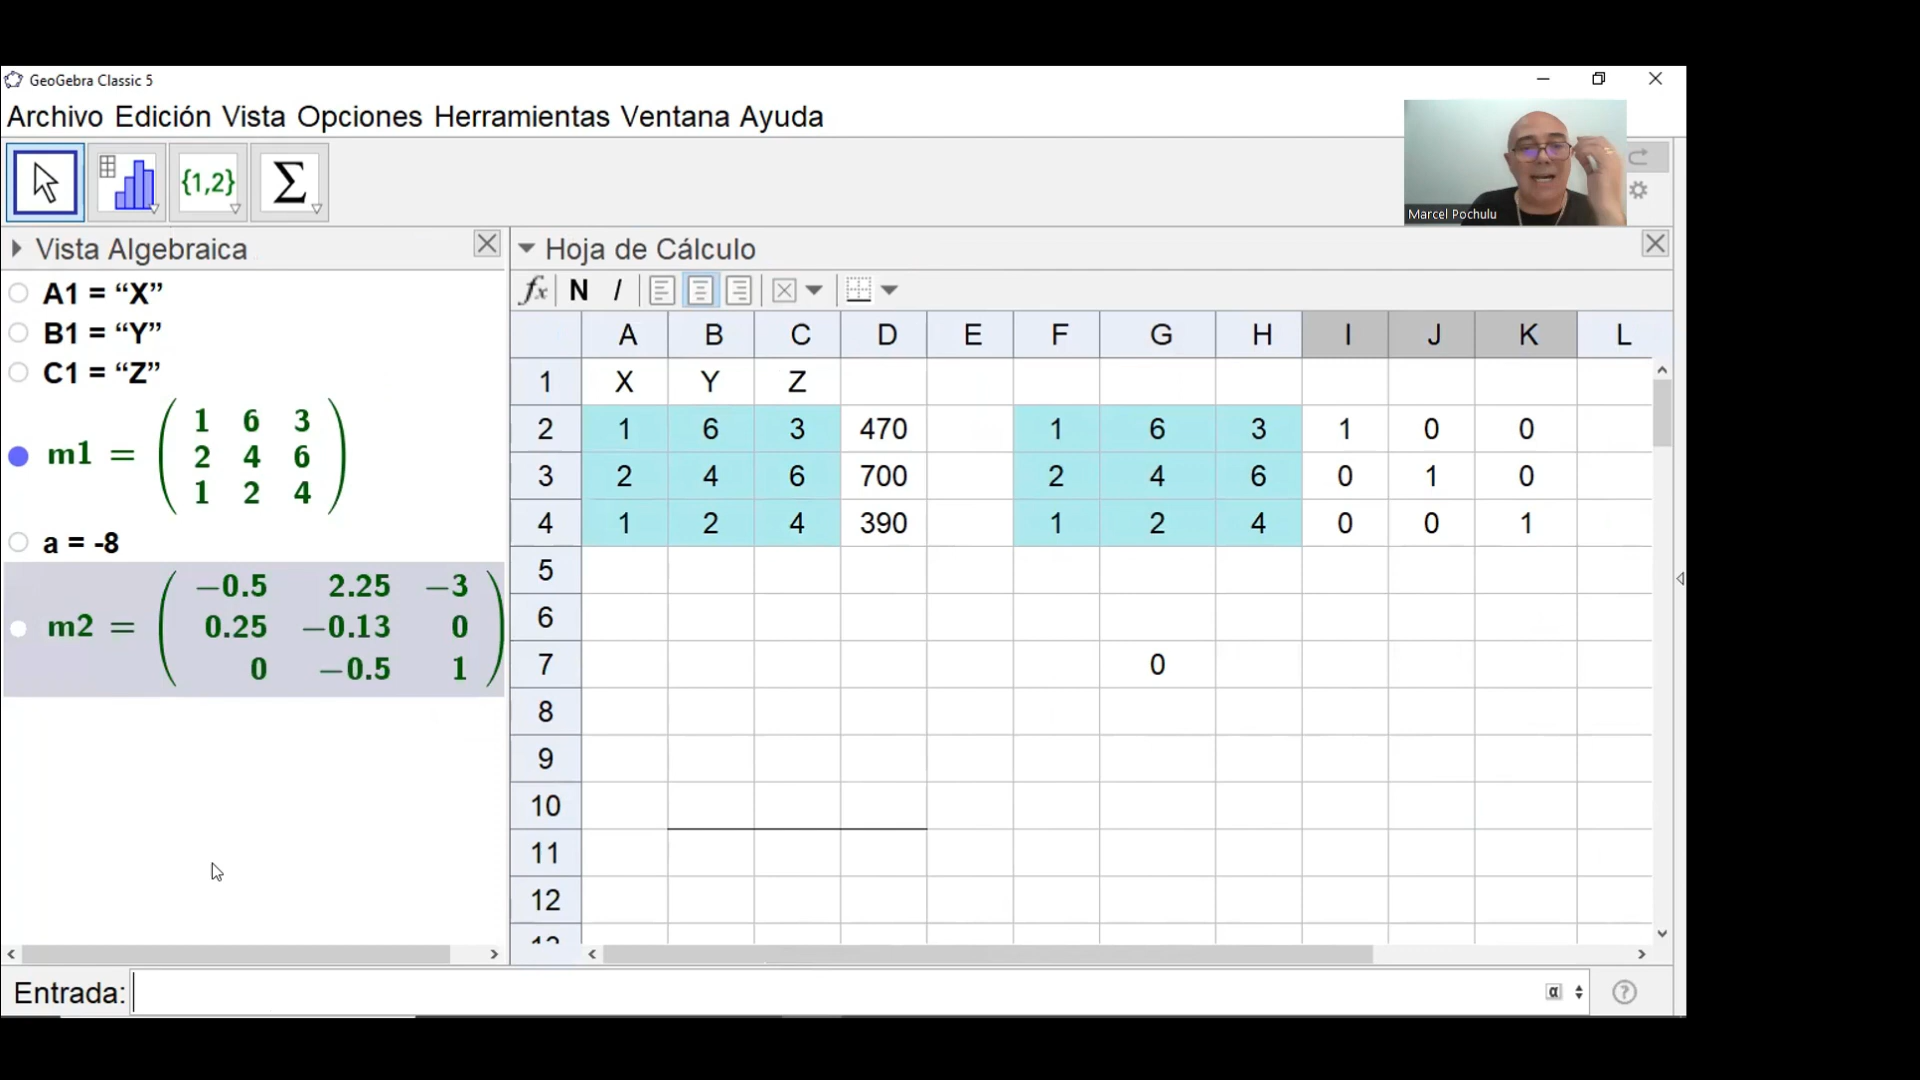 GeoGebra Classic 5
Archivo Edición Vista Opciones Herramientas Ventana Ayuda
{1,2} Σ
Marcel Pochulu
Vista Algebraica
A1 = “X”
B1 = “Y”
C1 = “Z”
m1 = ( 1 6 3
2 4 6
1 2 4 )
a = -8
m2 = ( −0.5 2.25 −3
0.25 −0.13 0
0 −0.5 1 )
Hoja de Cálculo
fx N I
A B C D E F G H I J K L
1 X Y Z
2 1 6 3 470 1 6 3 1 0 0
3 2 4 6 700 2 4 6 0 1 0
4 1 2 4 390 1 2 4 0 0 1
5
6
7 0
8
9
10
11
12
13
Entrada: α ?